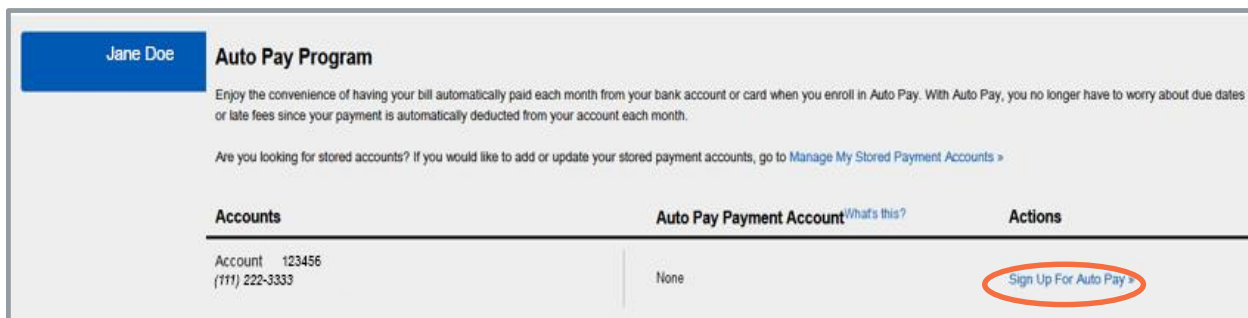 Jane Doe
Auto Pay Program
Enjoy the convenience of having your bill automatically paid each month from your bank account or card when you enroll in Auto Pay. With Auto Pay, you no longer have to worry about due dates
or late fees since your payment is automatically deducted from your account each month.
Are you looking for stored accounts? If you would like to add or update your stored payment accounts, go to Manage My Stored Payment Accounts »
Accounts Auto Pay Payment Account What's this? Actions
Account 123456
(111) 222-3333
None
Sign Up For Auto Pay »